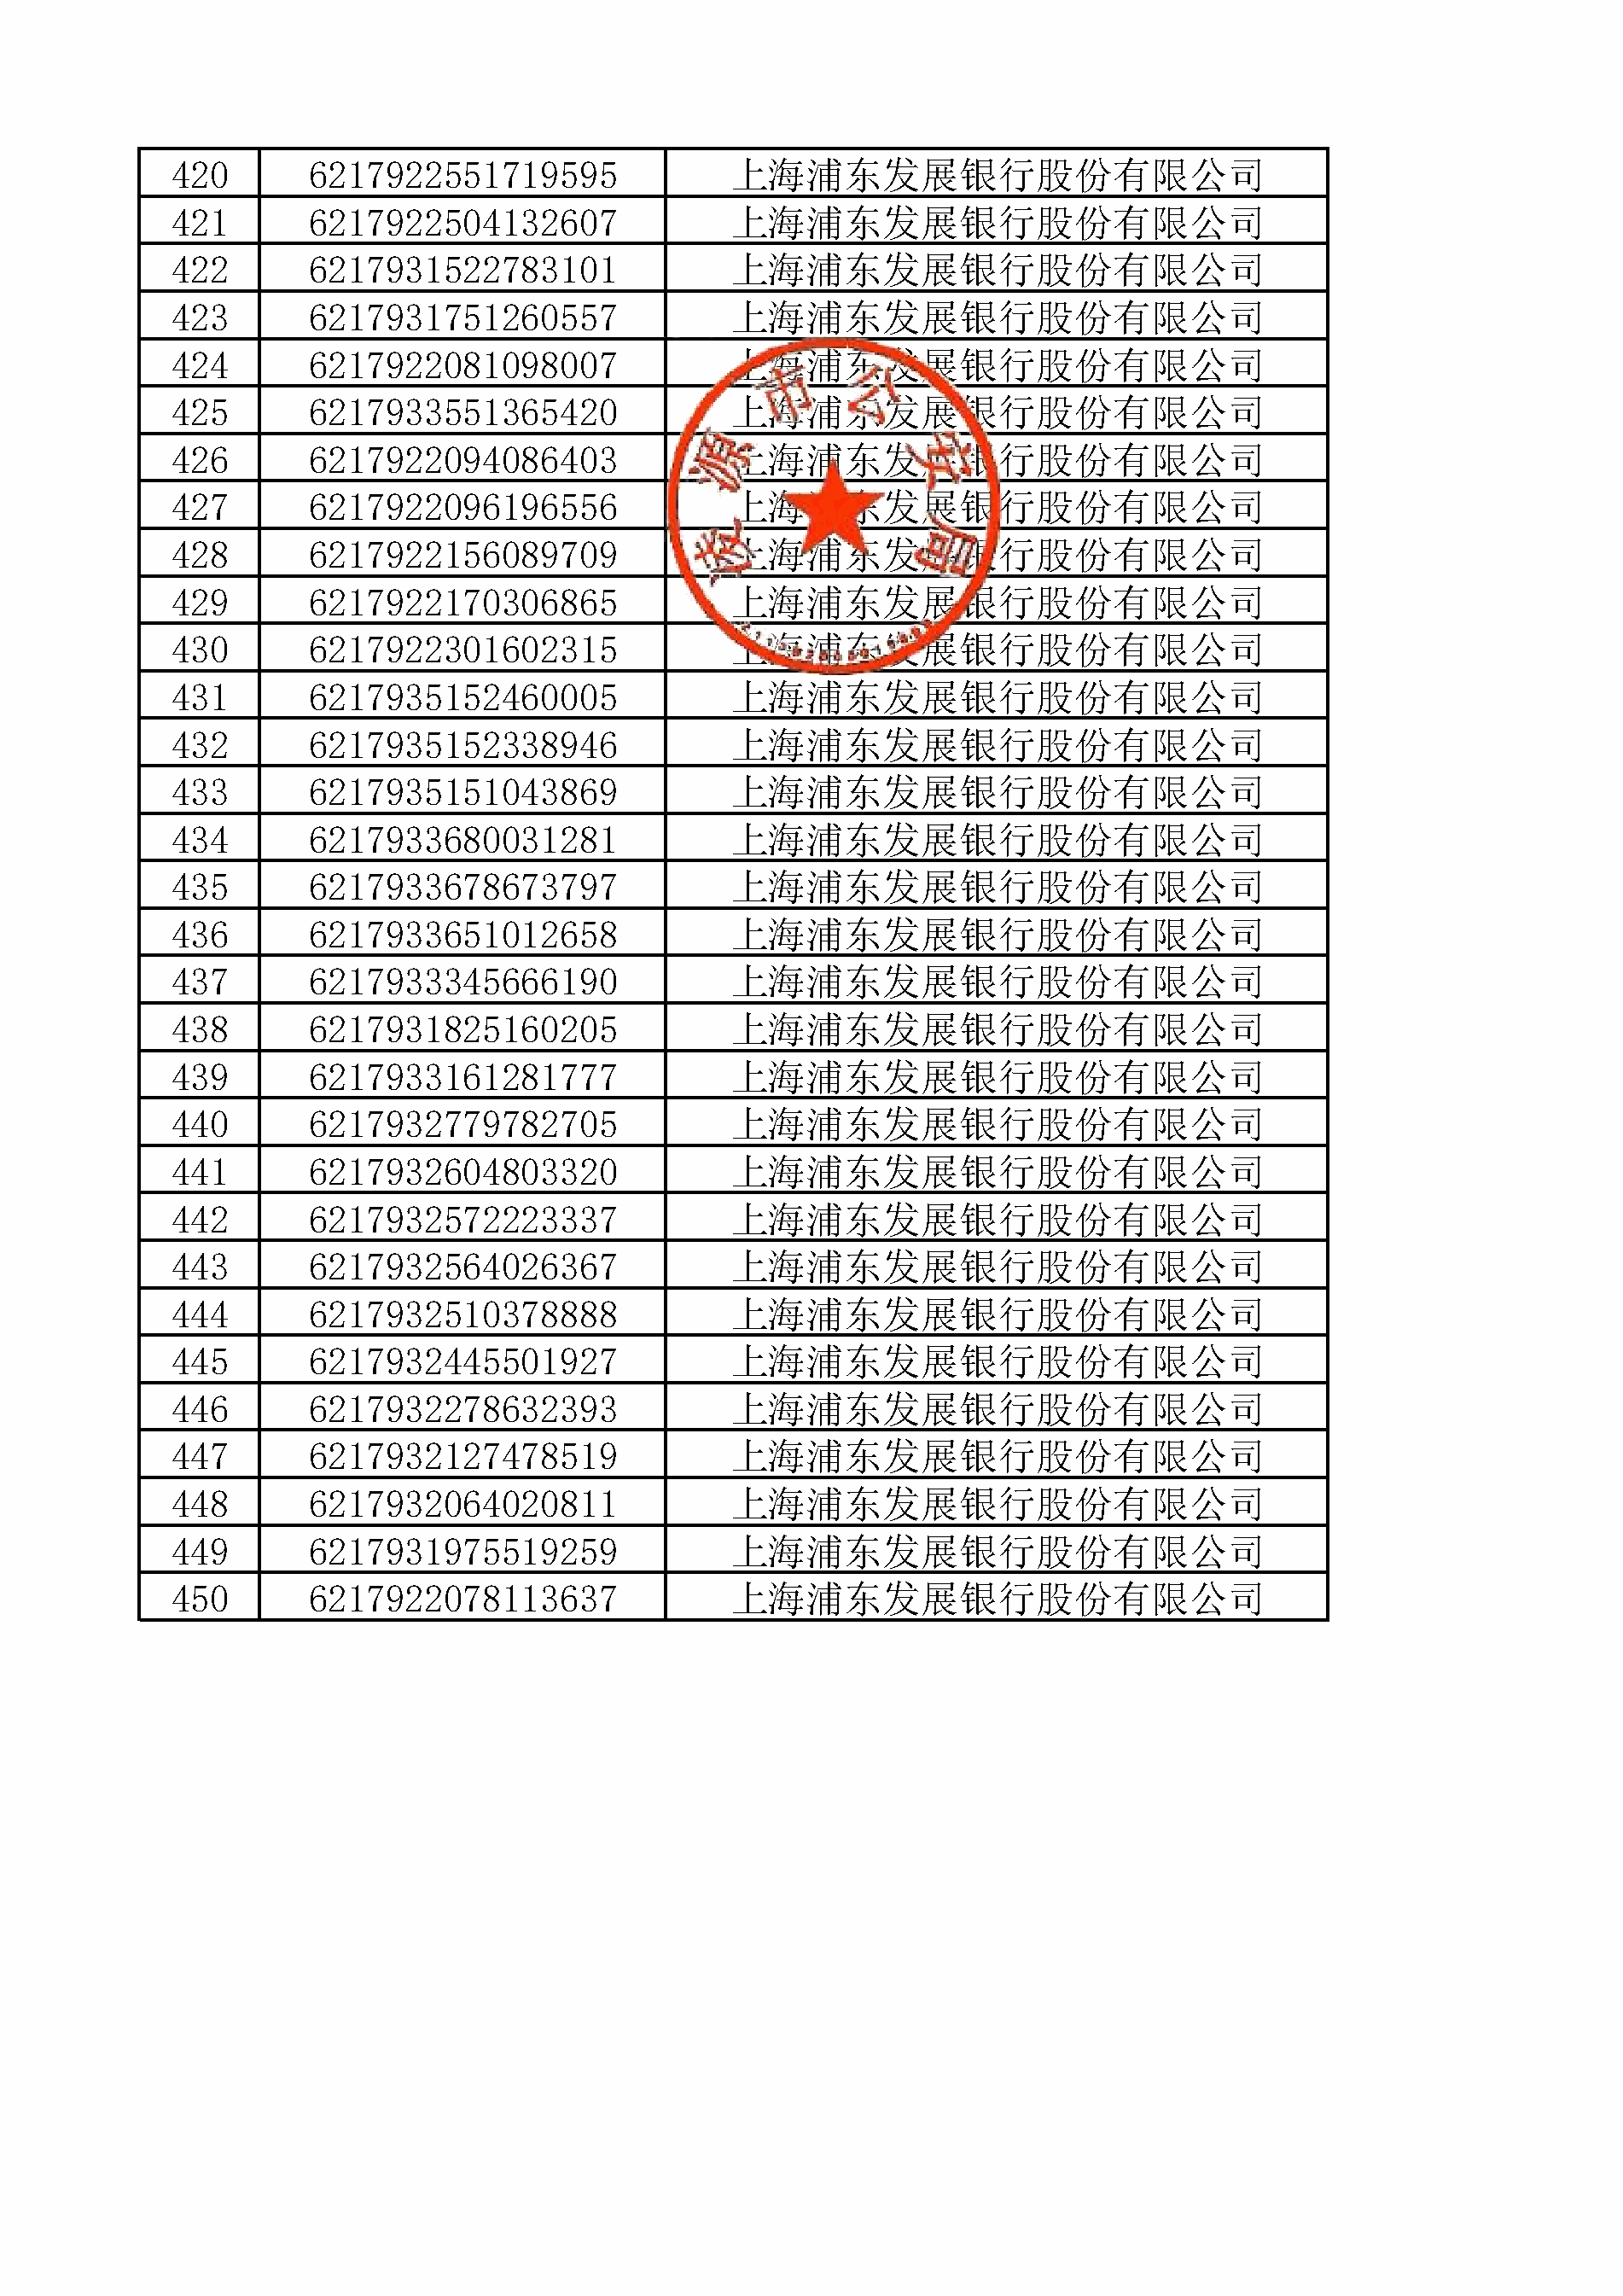 420 6217922551719595 上海浦东发展银行股份有限公司
421 6217922504132607 上海浦东发展银行股份有限公司
422 6217931522783101 上海浦东发展银行股份有限公司
423 6217931751260557 上海浦东发展银行股份有限公司
424 6217922081098007 上海浦东发展银行股份有限公司
425 6217933551365420 上海浦东发展银行股份有限公司
426 6217922094086403 上海浦东发展银行股份有限公司
427 6217922096196556 上海浦东发展银行股份有限公司
428 6217922156089709 上海浦东发展银行股份有限公司
429 6217922170306865 上海浦东发展银行股份有限公司
430 6217922301602315 上海浦东发展银行股份有限公司
431 6217935152460005 上海浦东发展银行股份有限公司
432 6217935152338946 上海浦东发展银行股份有限公司
433 6217935151043869 上海浦东发展银行股份有限公司
434 6217933680031281 上海浦东发展银行股份有限公司
435 6217933678673797 上海浦东发展银行股份有限公司
436 6217933651012658 上海浦东发展银行股份有限公司
437 6217933345666190 上海浦东发展银行股份有限公司
438 6217931825160205 上海浦东发展银行股份有限公司
439 6217933161281777 上海浦东发展银行股份有限公司
440 6217932779782705 上海浦东发展银行股份有限公司
441 6217932604803320 上海浦东发展银行股份有限公司
442 6217932572223337 上海浦东发展银行股份有限公司
443 6217932564026367 上海浦东发展银行股份有限公司
444 6217932510378888 上海浦东发展银行股份有限公司
445 6217932445501927 上海浦东发展银行股份有限公司
446 6217932278632393 上海浦东发展银行股份有限公司
447 6217932127478519 上海浦东发展银行股份有限公司
448 6217932064020811 上海浦东发展银行股份有限公司
449 6217931975519259 上海浦东发展银行股份有限公司
450 6217922078113637 上海浦东发展银行股份有限公司
凌源市公安局